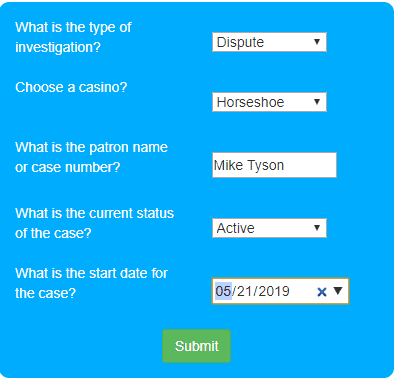 What is the type of
investigation?
Dispute
Choose a casino?
Horseshoe
What is the patron name
or case number?
Mike Tyson
What is the current status
of the case?
Active
What is the start date for
the case?
05/21/2019
Submit